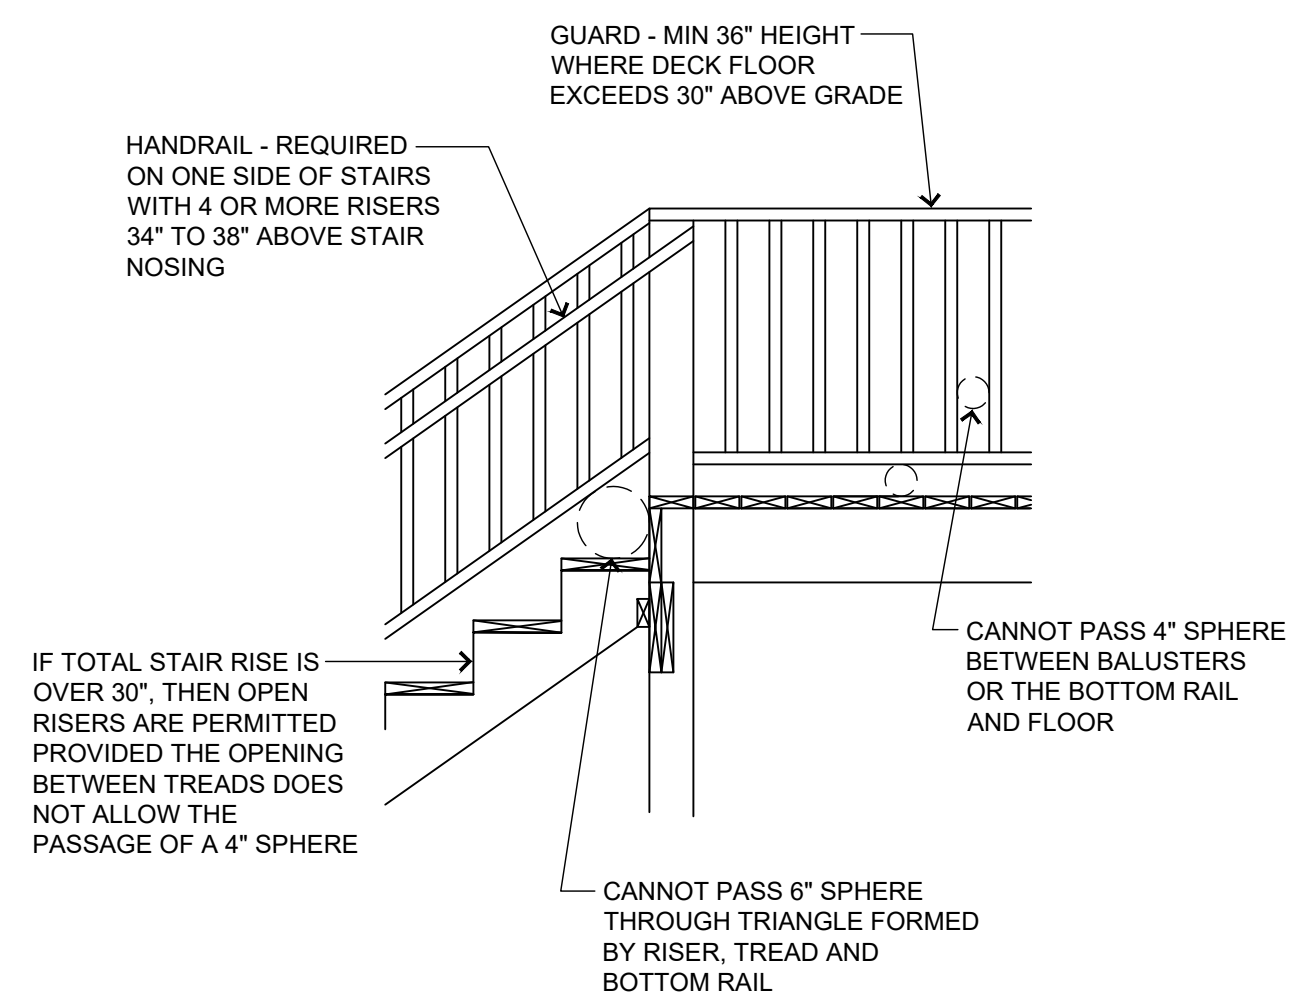 GUARD - MIN 36" HEIGHT
WHERE DECK FLOOR
EXCEEDS 30" ABOVE GRADE
HANDRAIL - REQUIRED
ON ONE SIDE OF STAIRS
WITH 4 OR MORE RISERS
34" TO 38" ABOVE STAIR
NOSING
IF TOTAL STAIR RISE IS
OVER 30", THEN OPEN
RISERS ARE PERMITTED
PROVIDED THE OPENING
BETWEEN TREADS DOES
NOT ALLOW THE
PASSAGE OF A 4" SPHERE
CANNOT PASS 4" SPHERE
BETWEEN BALUSTERS
OR THE BOTTOM RAIL
AND FLOOR
CANNOT PASS 6" SPHERE
THROUGH TRIANGLE FORMED
BY RISER, TREAD AND
BOTTOM RAIL